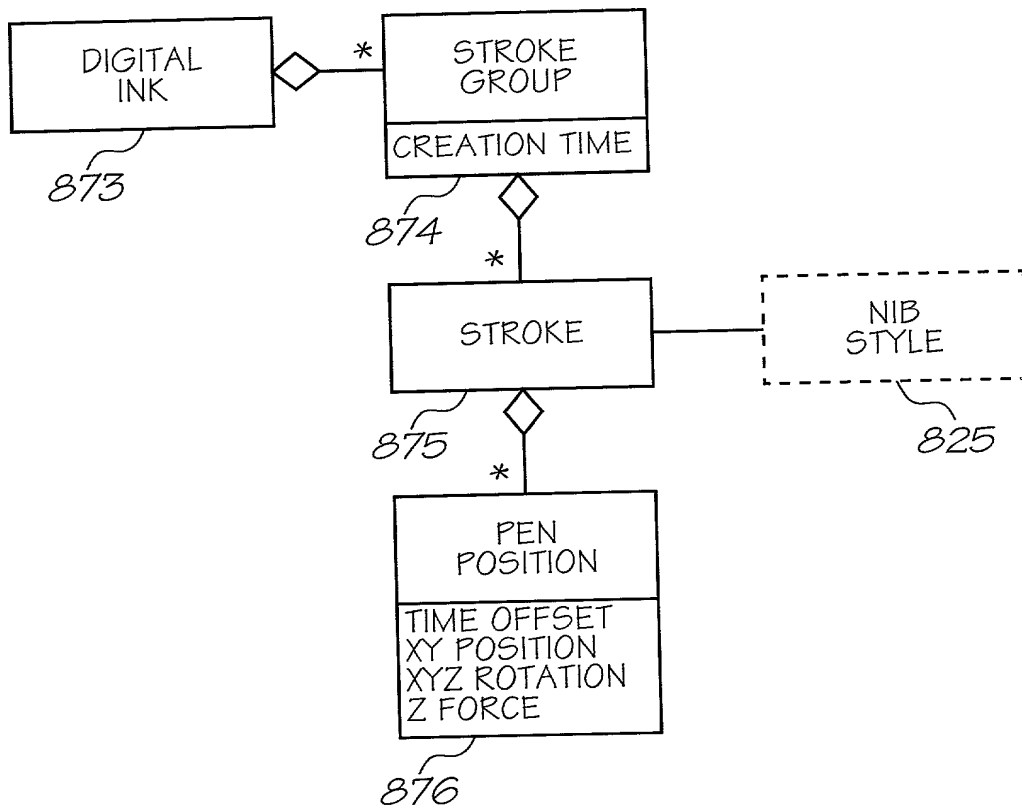 DIGITAL
INK
873
*
STROKE
GROUP
CREATION TIME
874
*
STROKE
875
NIB
STYLE
825
*
PEN
POSITION
TIME OFFSET
XY POSITION
XYZ ROTATION
Z FORCE
876